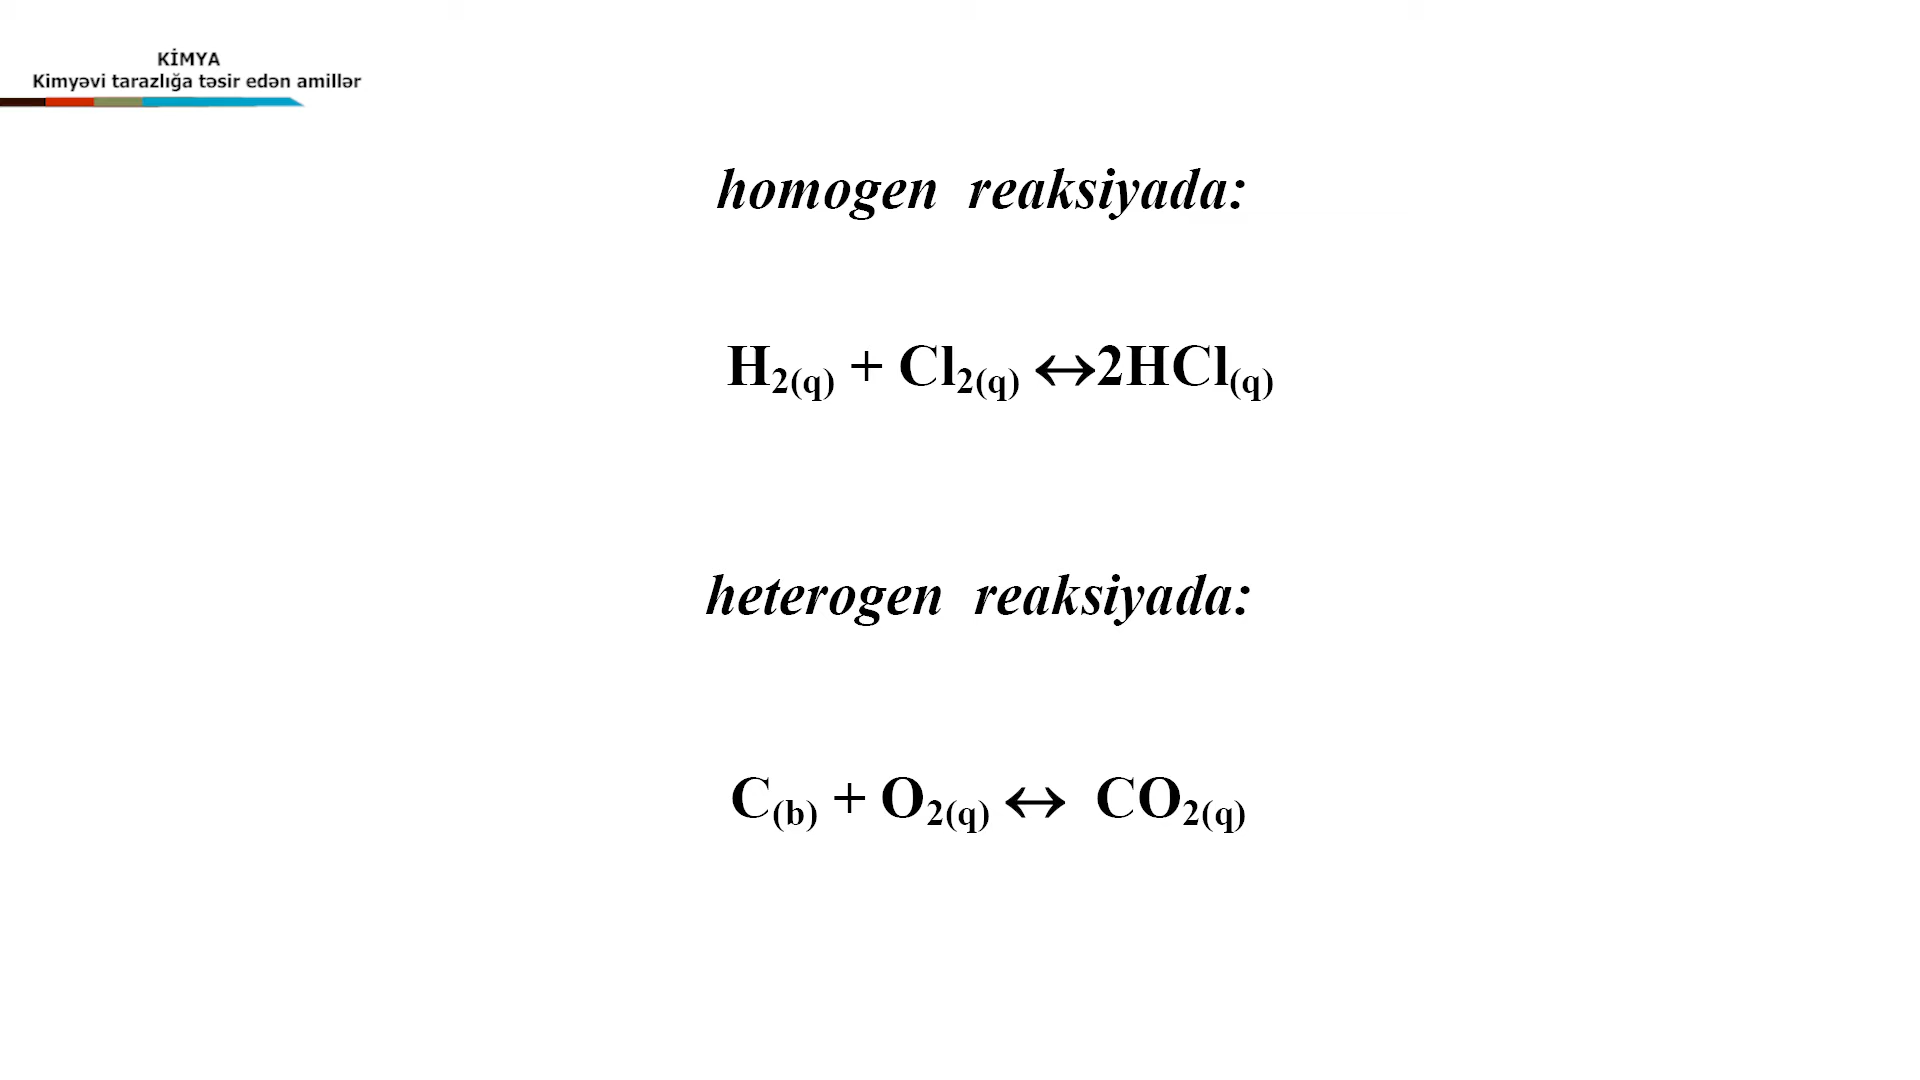 KİMYA
Kimyəvi tarazlığa təsir edən amillər
homogen reaksiyada:
H₂(q) + Cl₂(q) ↔2HCl(q)
heterogen reaksiyada:
C(b) + O₂(q) ↔ CO₂(q)